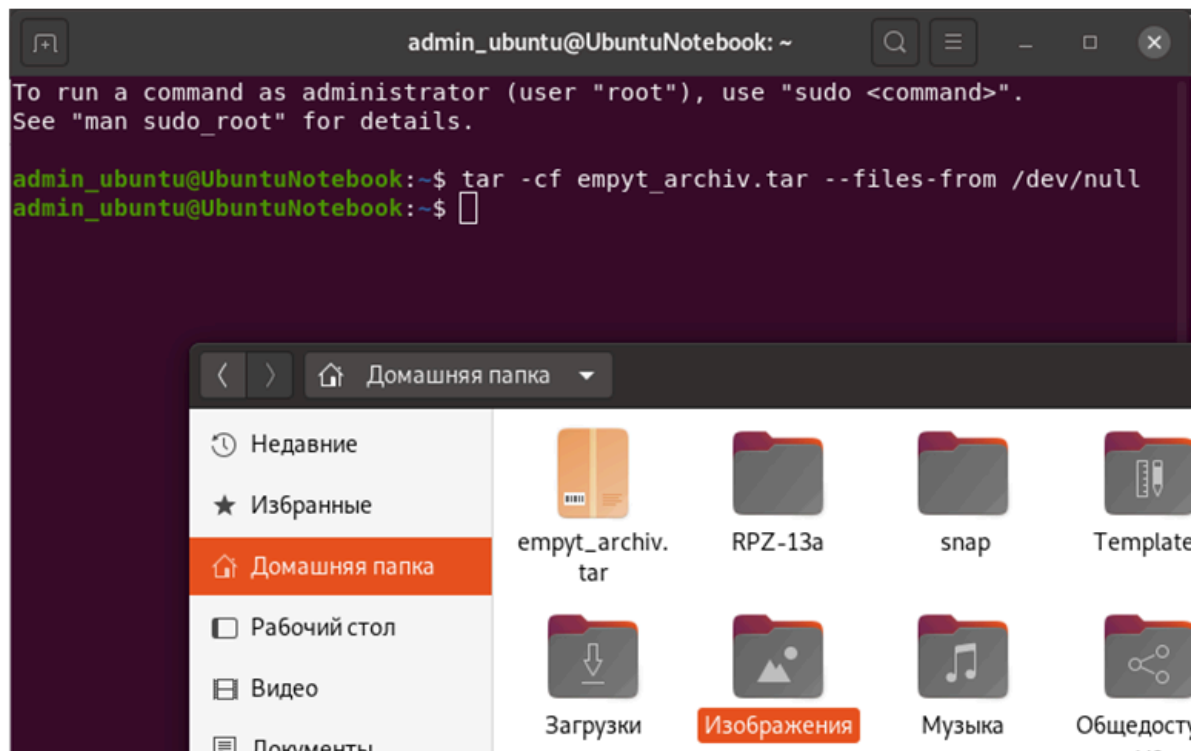 admin_ubuntu@UbuntuNotebook: ~
To run a command as administrator (user "root"), use "sudo <command>".
See "man sudo_root" for details.
admin_ubuntu@UbuntuNotebook:~$ tar -cf empyt_archiv.tar --files-from /dev/null
admin_ubuntu@UbuntuNotebook:~$
Домашняя папка
Недавние
Избранные
Домашняя папка
Рабочий стол
Видео
Документы
empyt_archiv.
tar
RPZ-13a
snap
Template
Загрузки
Изображения
Музыка
Общедосту